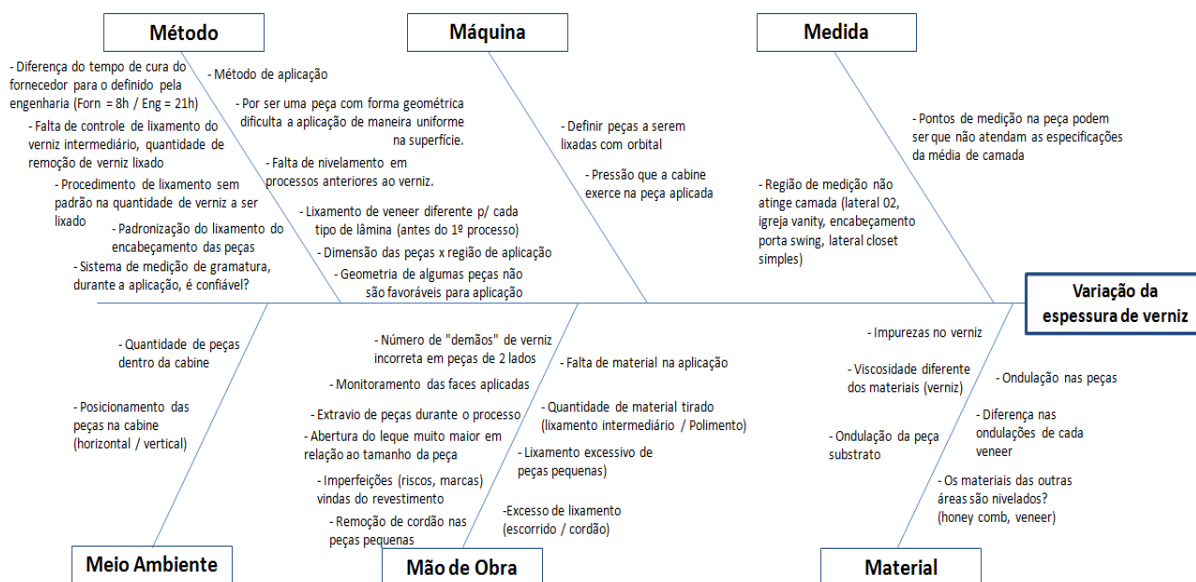 Método
Máquina
Medida
- Diferença do tempo de cura do
fornecedor para o definido pela
engenharia (Forn = 8h / Eng = 21h)
- Falta de controle de lixamento do
verniz intermediário, quantidade de
remoção de verniz lixado
- Procedimento de lixamento sem
padrão na quantidade de verniz a ser
lixado
- Padronização do lixamento do
encabeçamento das peças
- Sistema de medição de gramatura,
durante a aplicação, é confiável?
- Método de aplicação
- Por ser uma peça com forma geométrica
dificulta a aplicação de maneira uniforme
na superfície.
- Falta de nivelamento em
processos anteriores ao verniz.
- Lixamento de veneer diferente p/ cada
tipo de lâmina (antes do 1º processo)
- Dimensão das peças x região de aplicação
- Geometria de algumas peças não
são favoráveis para aplicação
- Definir peças a serem
lixadas com orbital
- Pressão que a cabine
exerce na peça aplicada
- Pontos de medição na peça podem
ser que não atendam as especificações
da média de camada
- Região de medição não
atinge camada (lateral 02,
igreja vanity, encabeçamento
porta swing, lateral closet
simples)
Variação da
espessura de verniz
- Quantidade de peças
dentro da cabine
- Posicionamento das
peças na cabine
(horizontal / vertical)
- Número de "demãos" de verniz
incorreta em peças de 2 lados
- Monitoramento das faces aplicadas
- Extravio de peças durante o processo
- Abertura do leque muito maior em
relação ao tamanho da peça
- Imperfeições (riscos, marcas)
vindas do revestimento
- Remoção de cordão nas
peças pequenas
- Falta de material na aplicação
- Quantidade de material tirado
(lixamento intermediário / Polimento)
- Lixamento excessivo de
peças pequenas)
-Excesso de lixamento
(escorrido / cordão)
- Impurezas no verniz
- Viscosidade diferente
dos materiais (verniz)
- Ondulação da peça
substrato
- Ondulação nas peças
- Diferença nas
ondulações de cada
veneer
- Os materiais das outras
áreas são nivelados?
(honey comb, veneer)
Meio Ambiente
Mão de Obra
Material